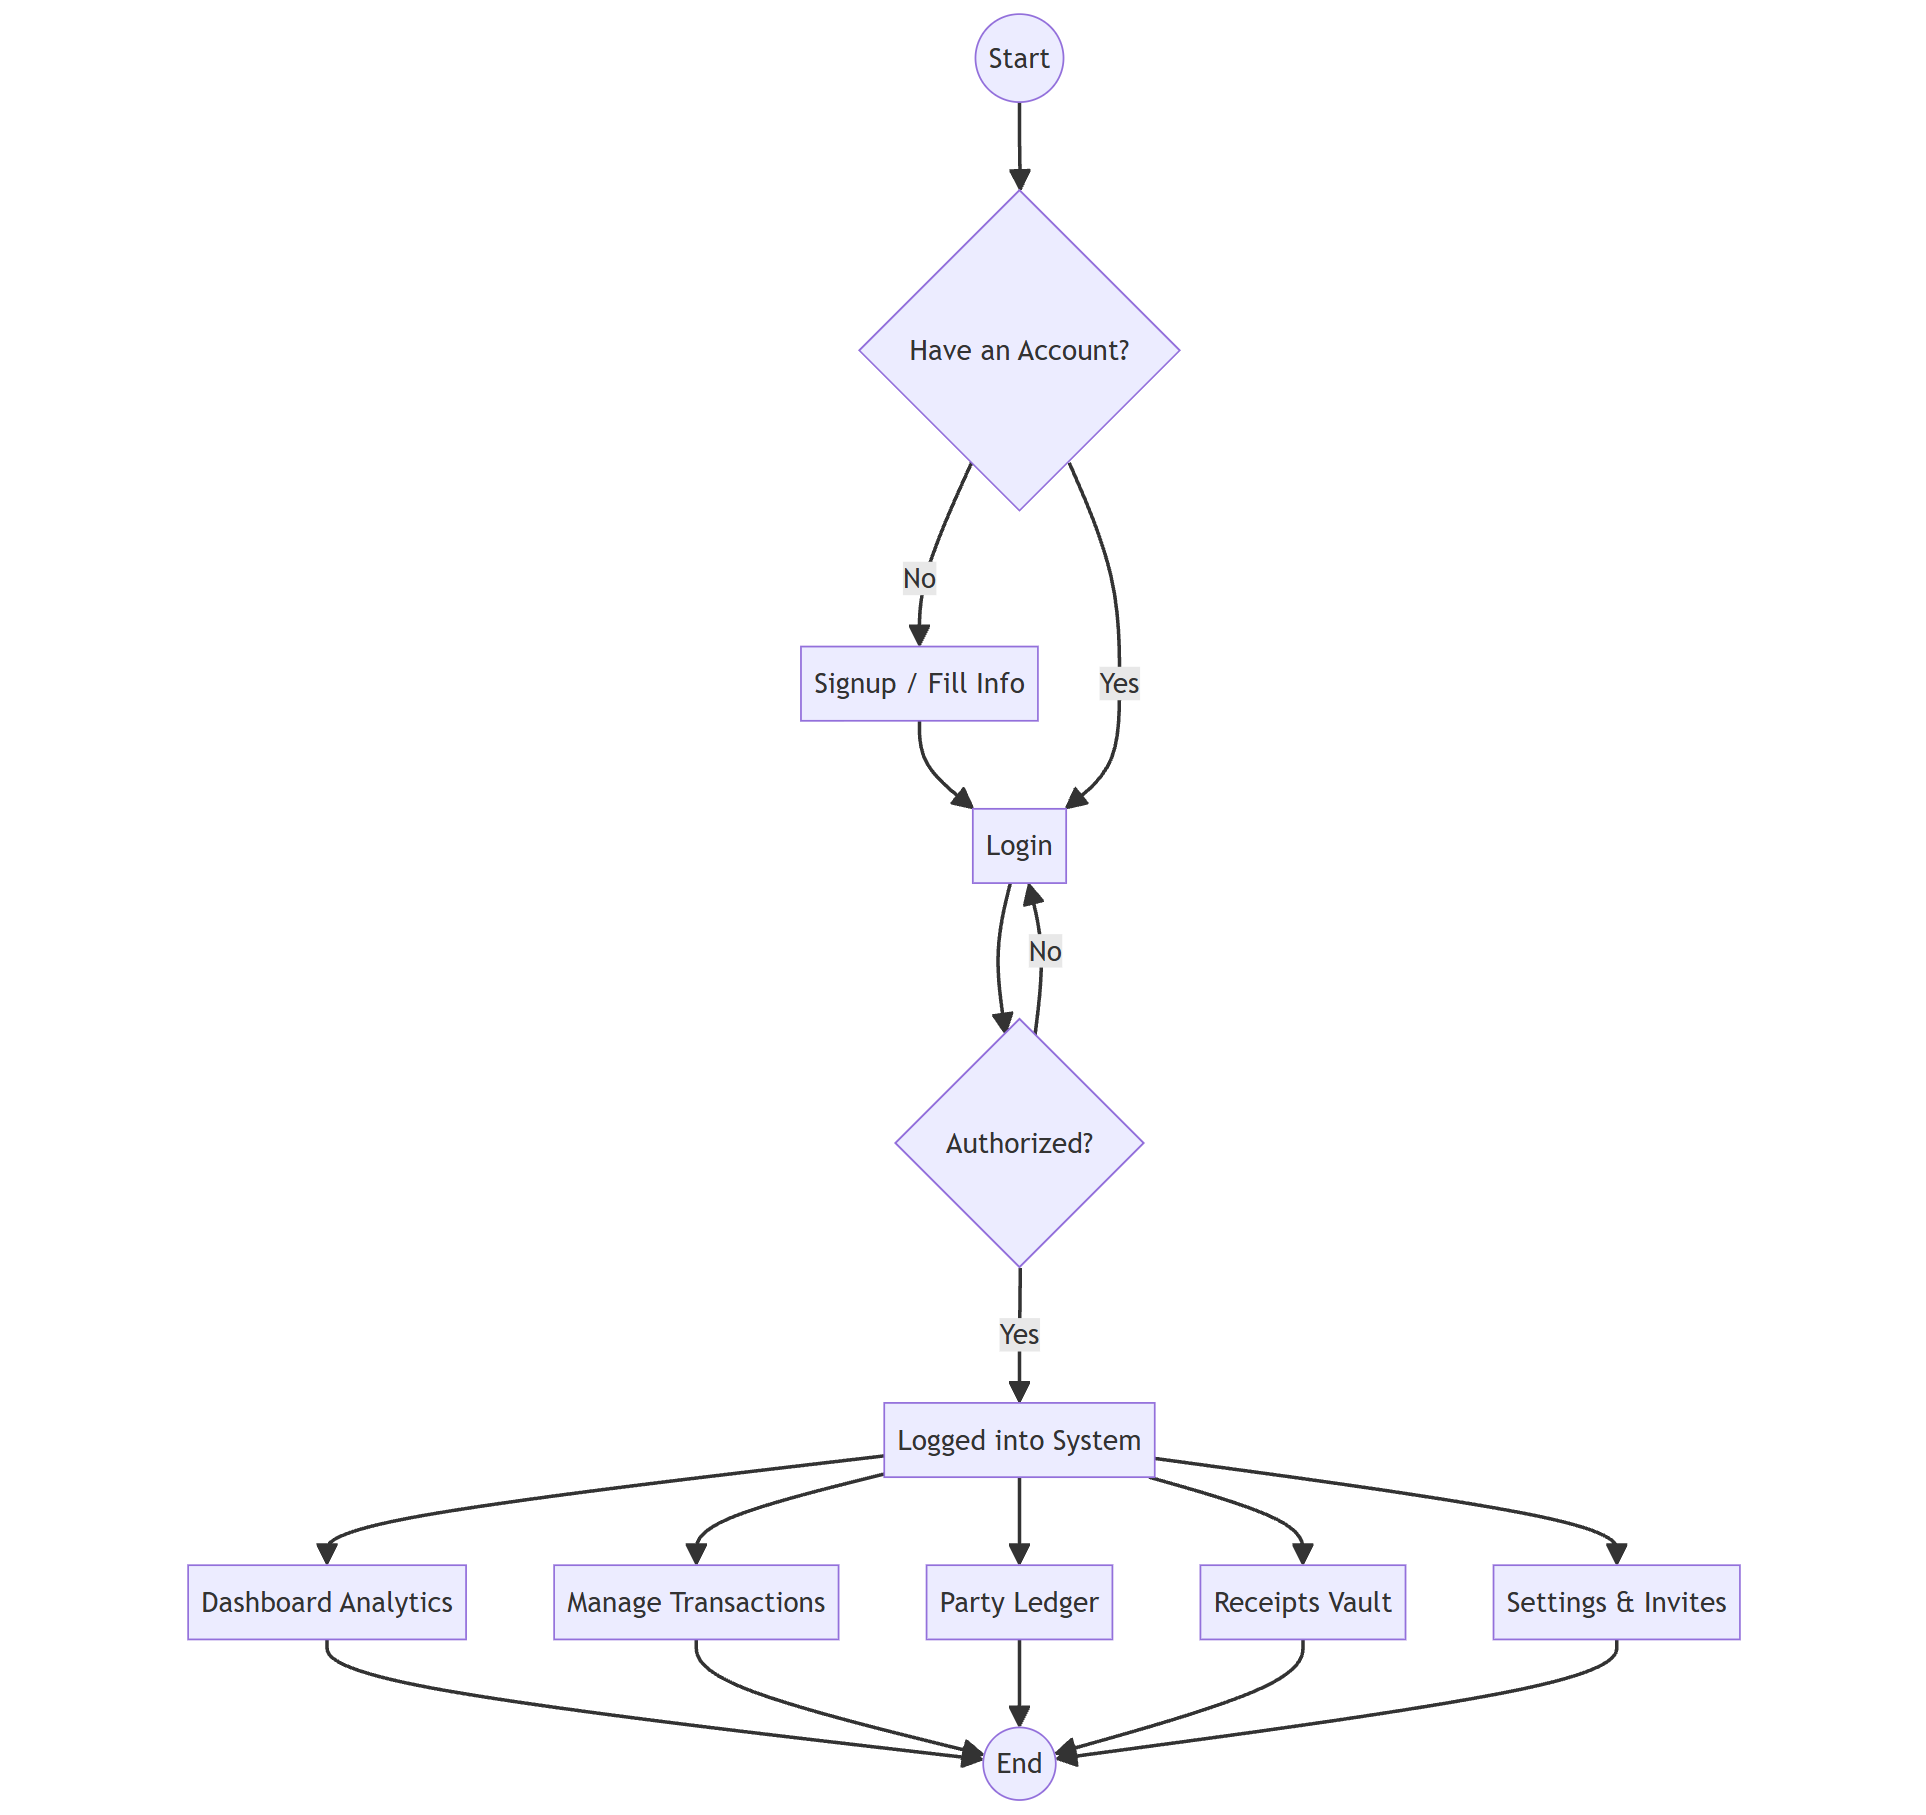 Start
Have an Account?
No
Signup / Fill Info
Yes
Login
No
Authorized?
Yes
Logged into System
Dashboard Analytics
Manage Transactions
Party Ledger
Receipts Vault
Settings & Invites
End